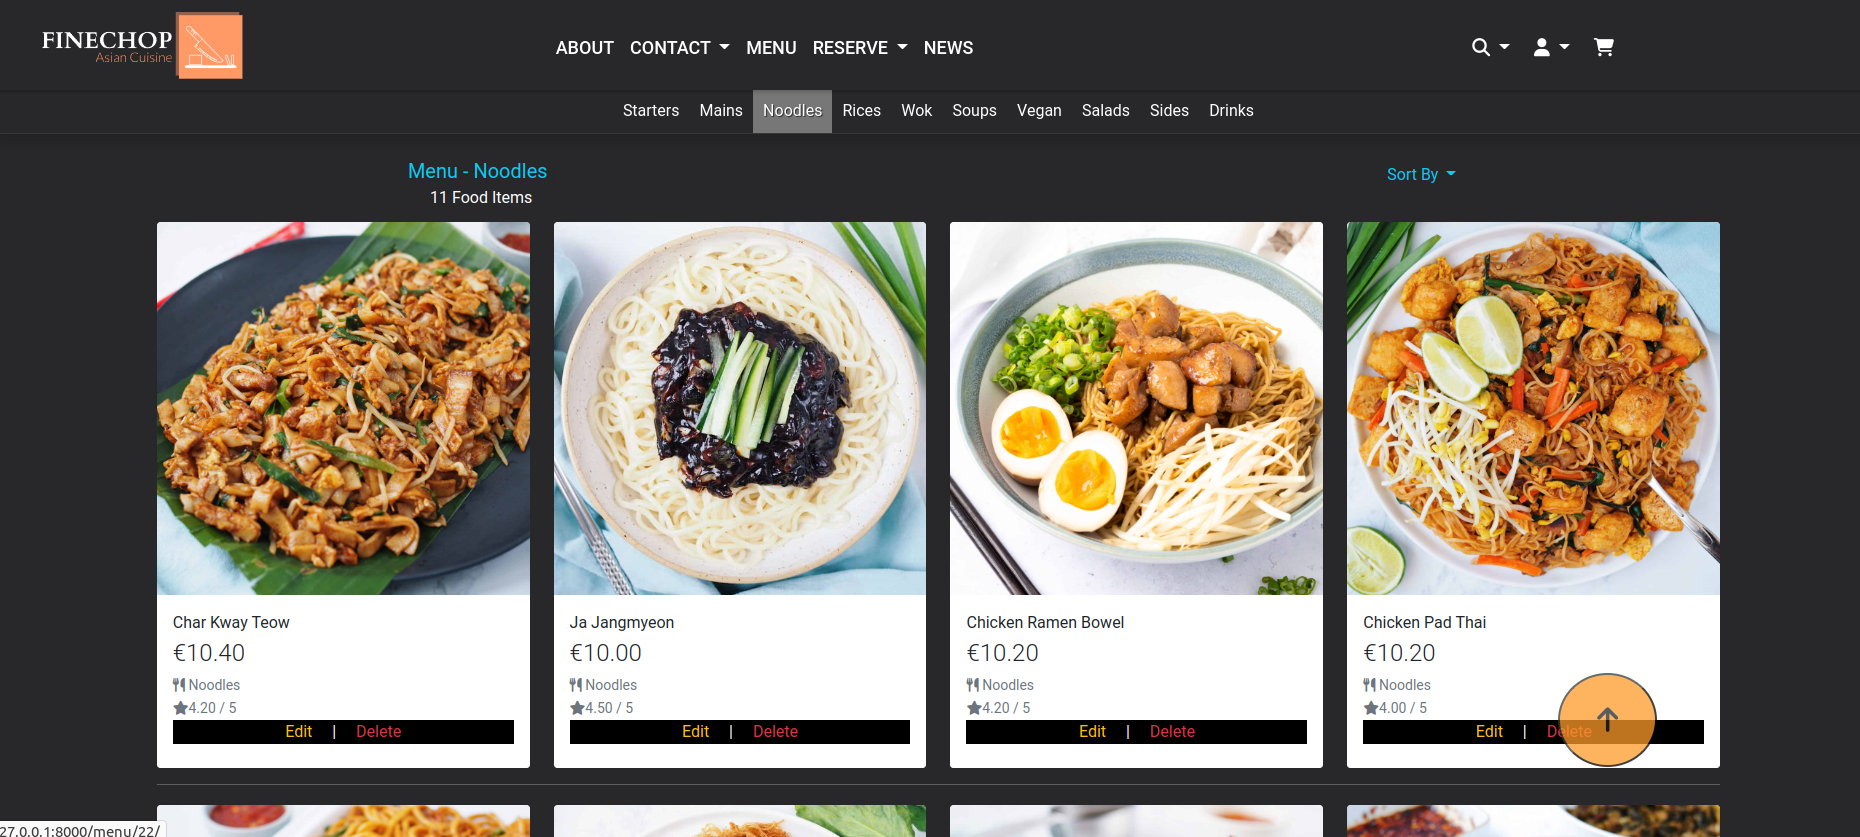 FINECHOP
Asian Cuisine
ABOUT CONTACT MENU RESERVE NEWS
Starters Mains Noodles Rices Wok Soups Vegan Salads Sides Drinks
Menu - Noodles
Sort By
11 Food Items
Char Kway Teow
€10.40
Noodles
4.20 / 5
Edit | Delete
Ja Jangmyeon
€10.00
Noodles
4.50 / 5
Edit | Delete
Chicken Ramen Bowel
€10.20
Noodles
4.20 / 5
Edit | Delete
Chicken Pad Thai
€10.20
Noodles
4.00 / 5
Edit | Delete
27.0.0.1:8000/menu/22/